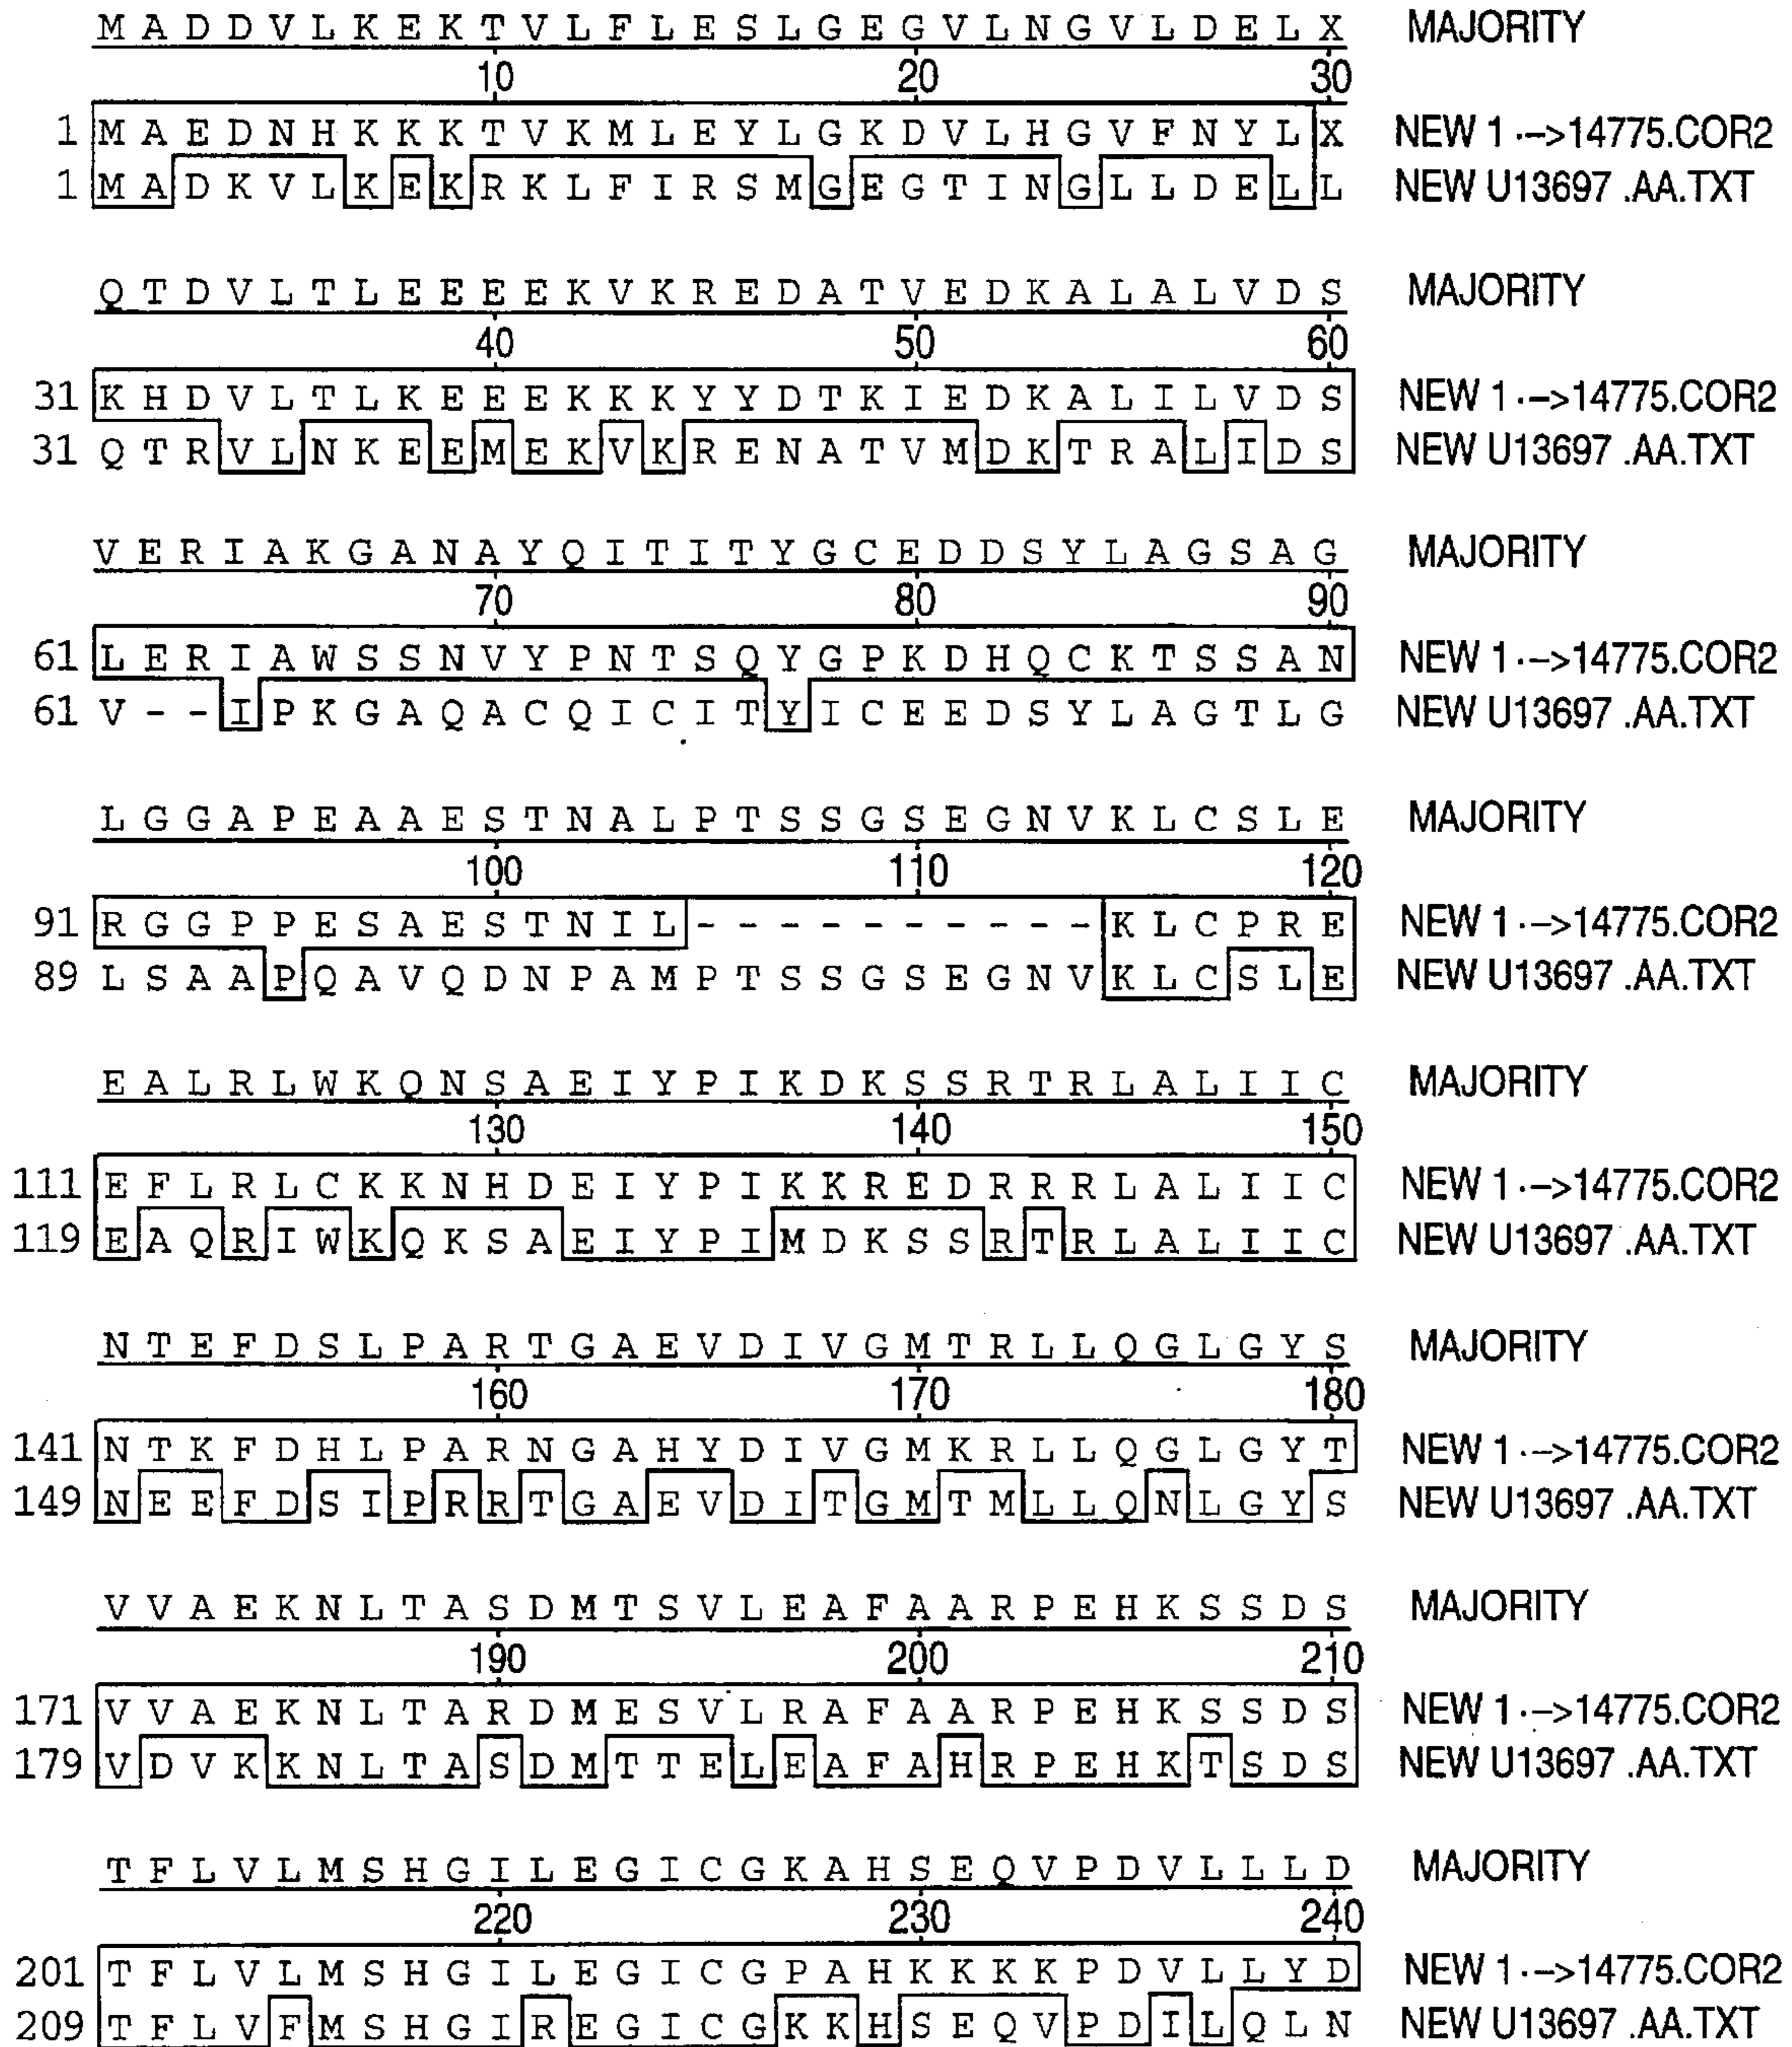 M A D D V L K E K T V L F L E S L G E G V L N G V L D E L X MAJORITY
10 20 30
1 M A E D N H K K K T V K M L E Y L G K D V L H G V F N Y L X NEW 1·->14775.COR2
1 M A D K V L K E K R K L F I R S M G E G T I N G L L D E L L NEW U13697 .AA.TXT
Q T D V L T L E E E E K V K R E D A T V E D K A L A L V D S MAJORITY
40 50 60
31 K H D V L T L K E E E K K K Y Y D T K I E D K A L I L V D S NEW 1·->14775.COR2
31 Q T R V L N K E E M E K V K R E N A T V M D K T R A L I D S NEW U13697 .AA.TXT
V E R I A K G A N A Y Q I T I T Y G C E D D S Y L A G S A G MAJORITY
70 80 90
61 L E R I A W S S N V Y P N T S Q Y G P K D H Q C K T S S A N NEW 1·->14775.COR2
61 V - - I P K G A Q A C Q I C I T Y I C E E D S Y L A G T L G NEW U13697 .AA.TXT
L G G A P E A A E S T N A L P T S S G S E G N V K L C S L E MAJORITY
100 110 120
91 R G G P P E S A E S T N I L - - - - - - - - - - K L C P R E NEW 1·->14775.COR2
89 L S A A P Q A V Q D N P A M P T S S G S E G N V K L C S L E NEW U13697 .AA.TXT
E A L R L W K Q N S A E I Y P I K D K S S R T R L A L I I C MAJORITY
130 140 150
111 E F L R L C K K N H D E I Y P I K K R E D R R R L A L I I C NEW 1·->14775.COR2
119 E A Q R I W K Q K S A E I Y P I M D K S S R T R L A L I I C NEW U13697 .AA.TXT
N T E F D S L P A R T G A E V D I V G M T R L L Q G L G Y S MAJORITY
160 170 180
141 N T K F D H L P A R N G A H Y D I V G M K R L L Q G L G Y T NEW 1·->14775.COR2
149 N E E F D S I P R R T G A E V D I T G M T M L L Q N L G Y S NEW U13697 .AA.TXT
V V A E K N L T A S D M T S V L E A F A A R P E H K S S D S MAJORITY
190 200 210
171 V V A E K N L T A R D M E S V L R A F A A R P E H K S S D S NEW 1·->14775.COR2
179 V D V K K N L T A S D M T T E L E A F A H R P E H K T S D S NEW U13697 .AA.TXT
T F L V L M S H G I L E G I C G K A H S E Q V P D V L L L D MAJORITY
220 230 240
201 T F L V L M S H G I L E G I C G P A H K K K K P D V L L Y D NEW 1·->14775.COR2
209 T F L V F M S H G I R E G I C G K K H S E Q V P D I L Q L N NEW U13697 .AA.TXT